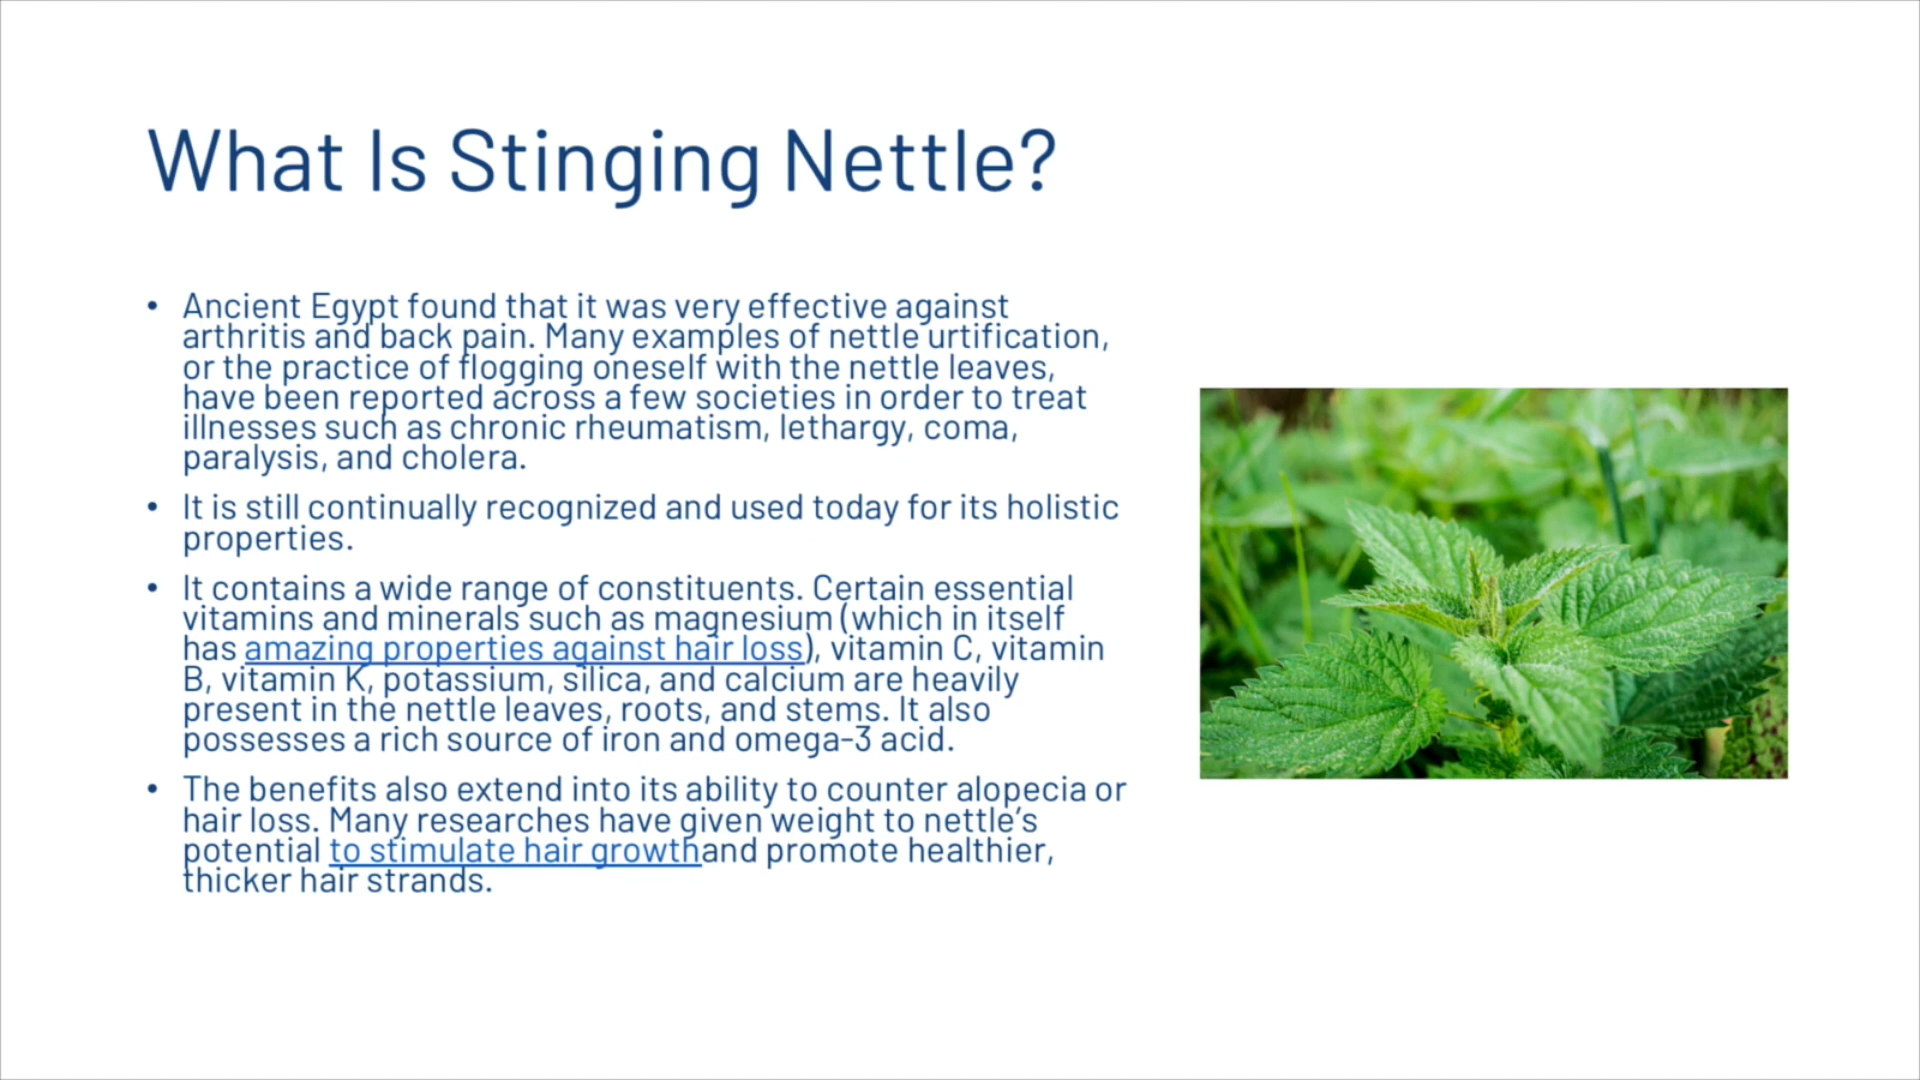 What Is Stinging Nettle?
• Ancient Egypt found that it was very effective against
arthritis and back pain. Many examples of nettle urtification,
or the practice of flogging oneself with the nettle leaves,
have been reported across a few societies in order to treat
illnesses such as chronic rheumatism, lethargy, coma,
paralysis, and cholera.
• It is still continually recognized and used today for its holistic
properties.
• It contains a wide range of constituents. Certain essential
vitamins and minerals such as magnesium (which in itself
has amazing properties against hair loss), vitamin C, vitamin
B, vitamin K, potassium, silica, and calcium are heavily
present in the nettle leaves, roots, and stems. It also
possesses a rich source of iron and omega-3 acid.
• The benefits also extend into its ability to counter alopecia or
hair loss. Many researches have given weight to nettle’s
potential to stimulate hair growthand promote healthier,
thicker hair strands.